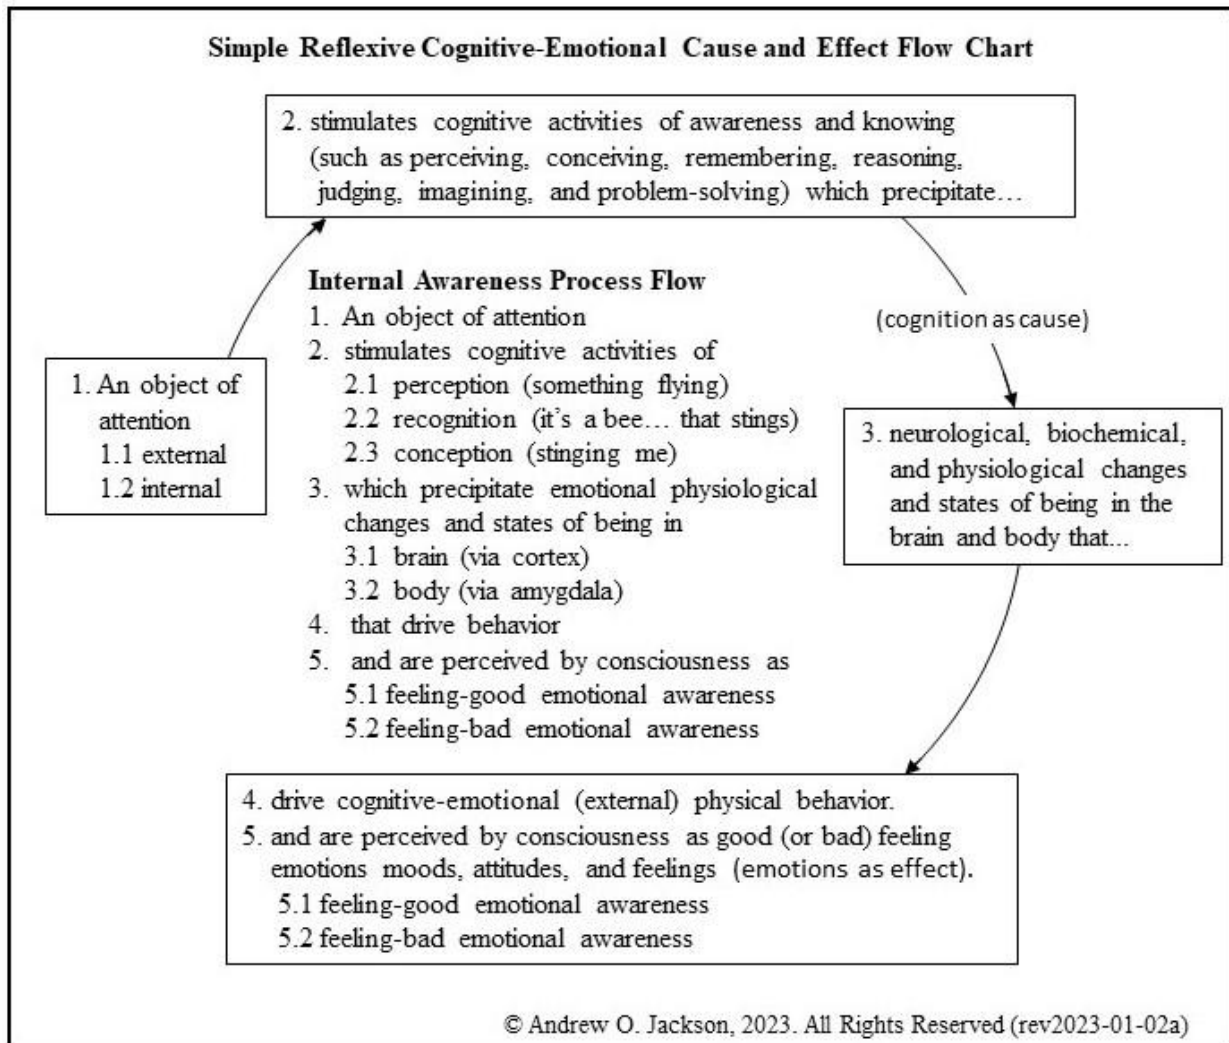 Simple Reflexive Cognitive-Emotional Cause and Effect Flow Chart
2. stimulates cognitive activities of awareness and knowing
(such as perceiving, conceiving, remembering, reasoning,
judging, imagining, and problem-solving) which precipitate…
Internal Awareness Process Flow
1. An object of attention
2. stimulates cognitive activities of
2.1 perception (something flying)
2.2 recognition (it's a bee… that stings)
2.3 conception (stinging me)
3. which precipitate emotional physiological
changes and states of being in
3.1 brain (via cortex)
3.2 body (via amygdala)
4. that drive behavior
5. and are perceived by consciousness as
5.1 feeling-good emotional awareness
5.2 feeling-bad emotional awareness
(cognition as cause)
1. An object of
attention
1.1 external
1.2 internal
3. neurological, biochemical,
and physiological changes
and states of being in the
brain and body that...
4. drive cognitive-emotional (external) physical behavior.
5. and are perceived by consciousness as good (or bad) feeling
emotions moods, attitudes, and feelings (emotions as effect).
5.1 feeling-good emotional awareness
5.2 feeling-bad emotional awareness
© Andrew O. Jackson, 2023. All Rights Reserved (rev2023-01-02a)